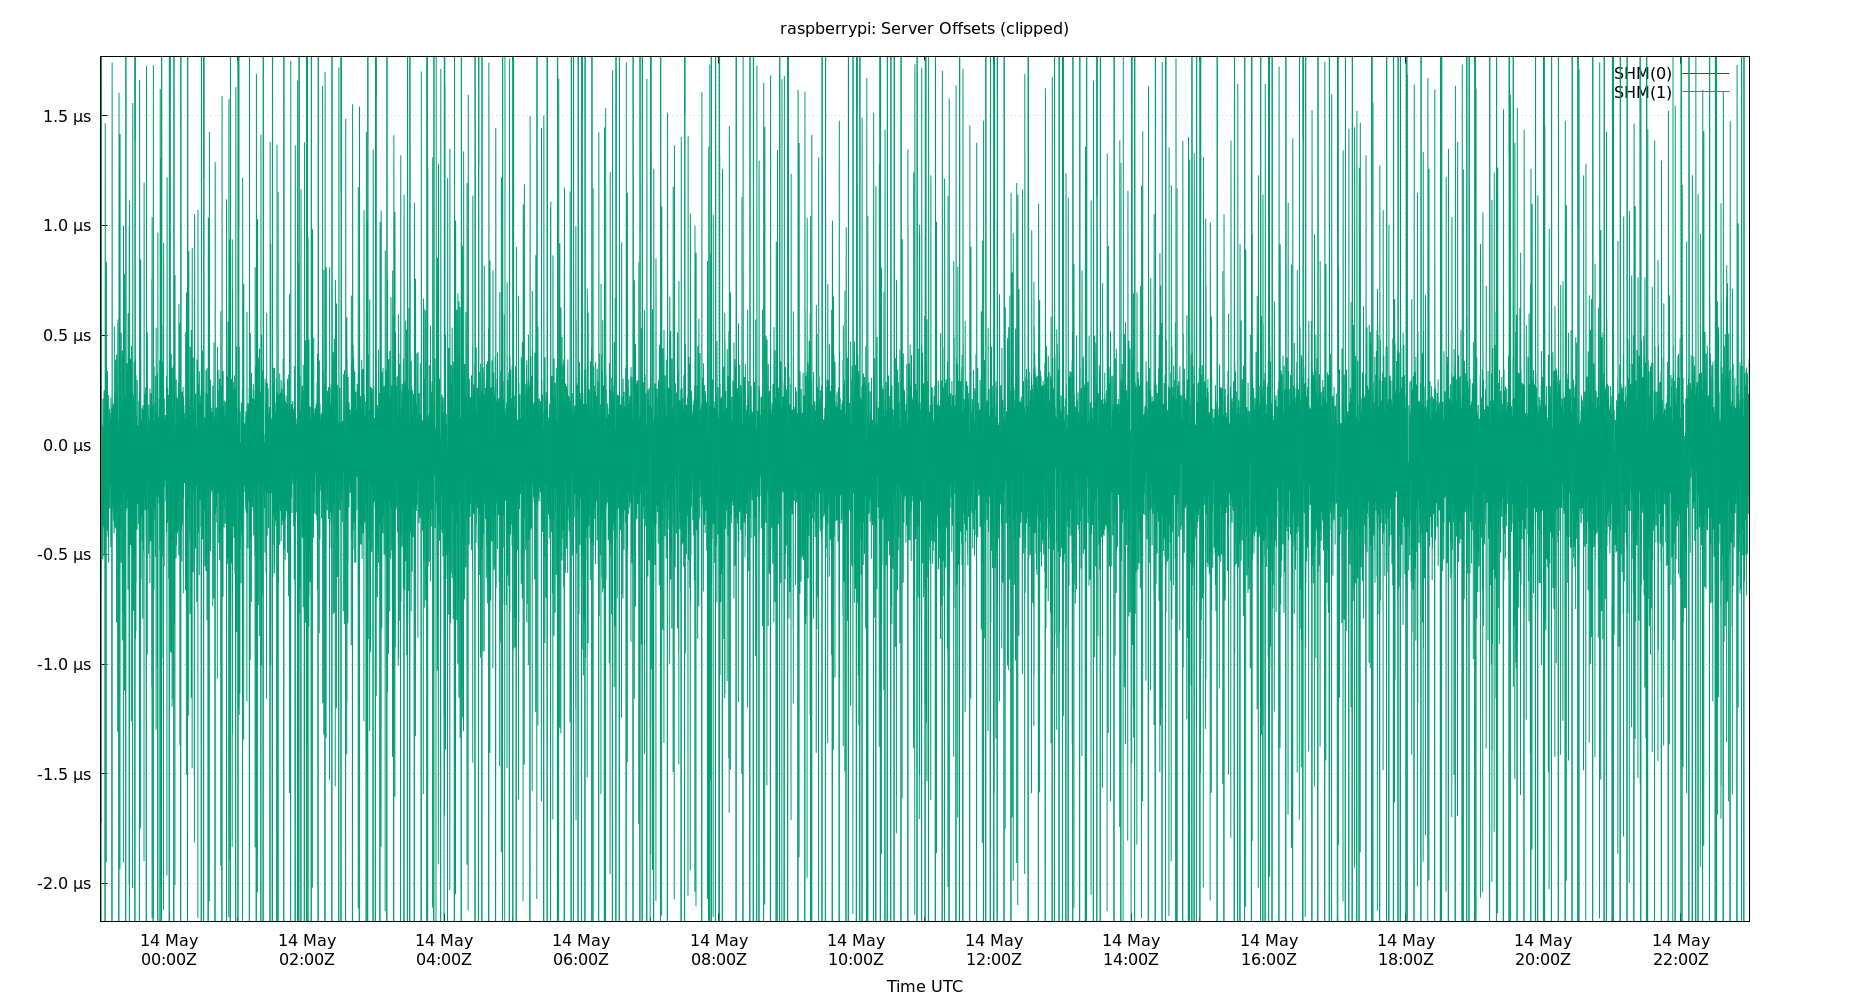 raspberrypi: Server Offsets (clipped)
SHM(0)
SHM(1)
1.5 µs
1.0 µs
0.5 µs
0.0 µs
-0.5 µs
-1.0 µs
-1.5 µs
-2.0 µs
14 May 14 May 14 May 14 May 14 May 14 May 14 May 14 May 14 May 14 May 14 May 14 May
00:00Z 02:00Z 04:00Z 06:00Z 08:00Z 10:00Z 12:00Z 14:00Z 16:00Z 18:00Z 20:00Z 22:00Z
Time UTC